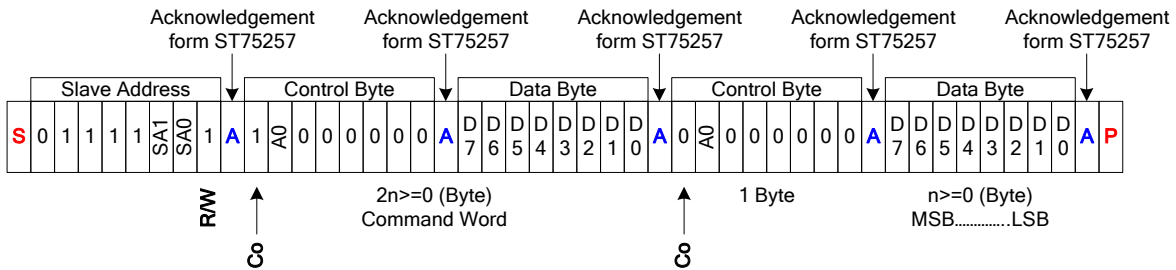 Acknowledgement Acknowledgement Acknowledgement Acknowledgement Acknowledgement
form ST75257 form ST75257 form ST75257 form ST75257 form ST75257
Slave Address Control Byte Data Byte Control Byte Data Byte
S 0 1 1 1 1 SA1 SA0 1 A 1 A0 0 0 0 0 0 0 A D7 D6 D5 D4 D3 D2 D1 D0 A 0 A0 0 0 0 0 0 0 A D7 D6 D5 D4 D3 D2 D1 D0 A P
R/W 2n>=0 (Byte) 1 Byte n>=0 (Byte)
Command Word MSB..............LSB
Co Co